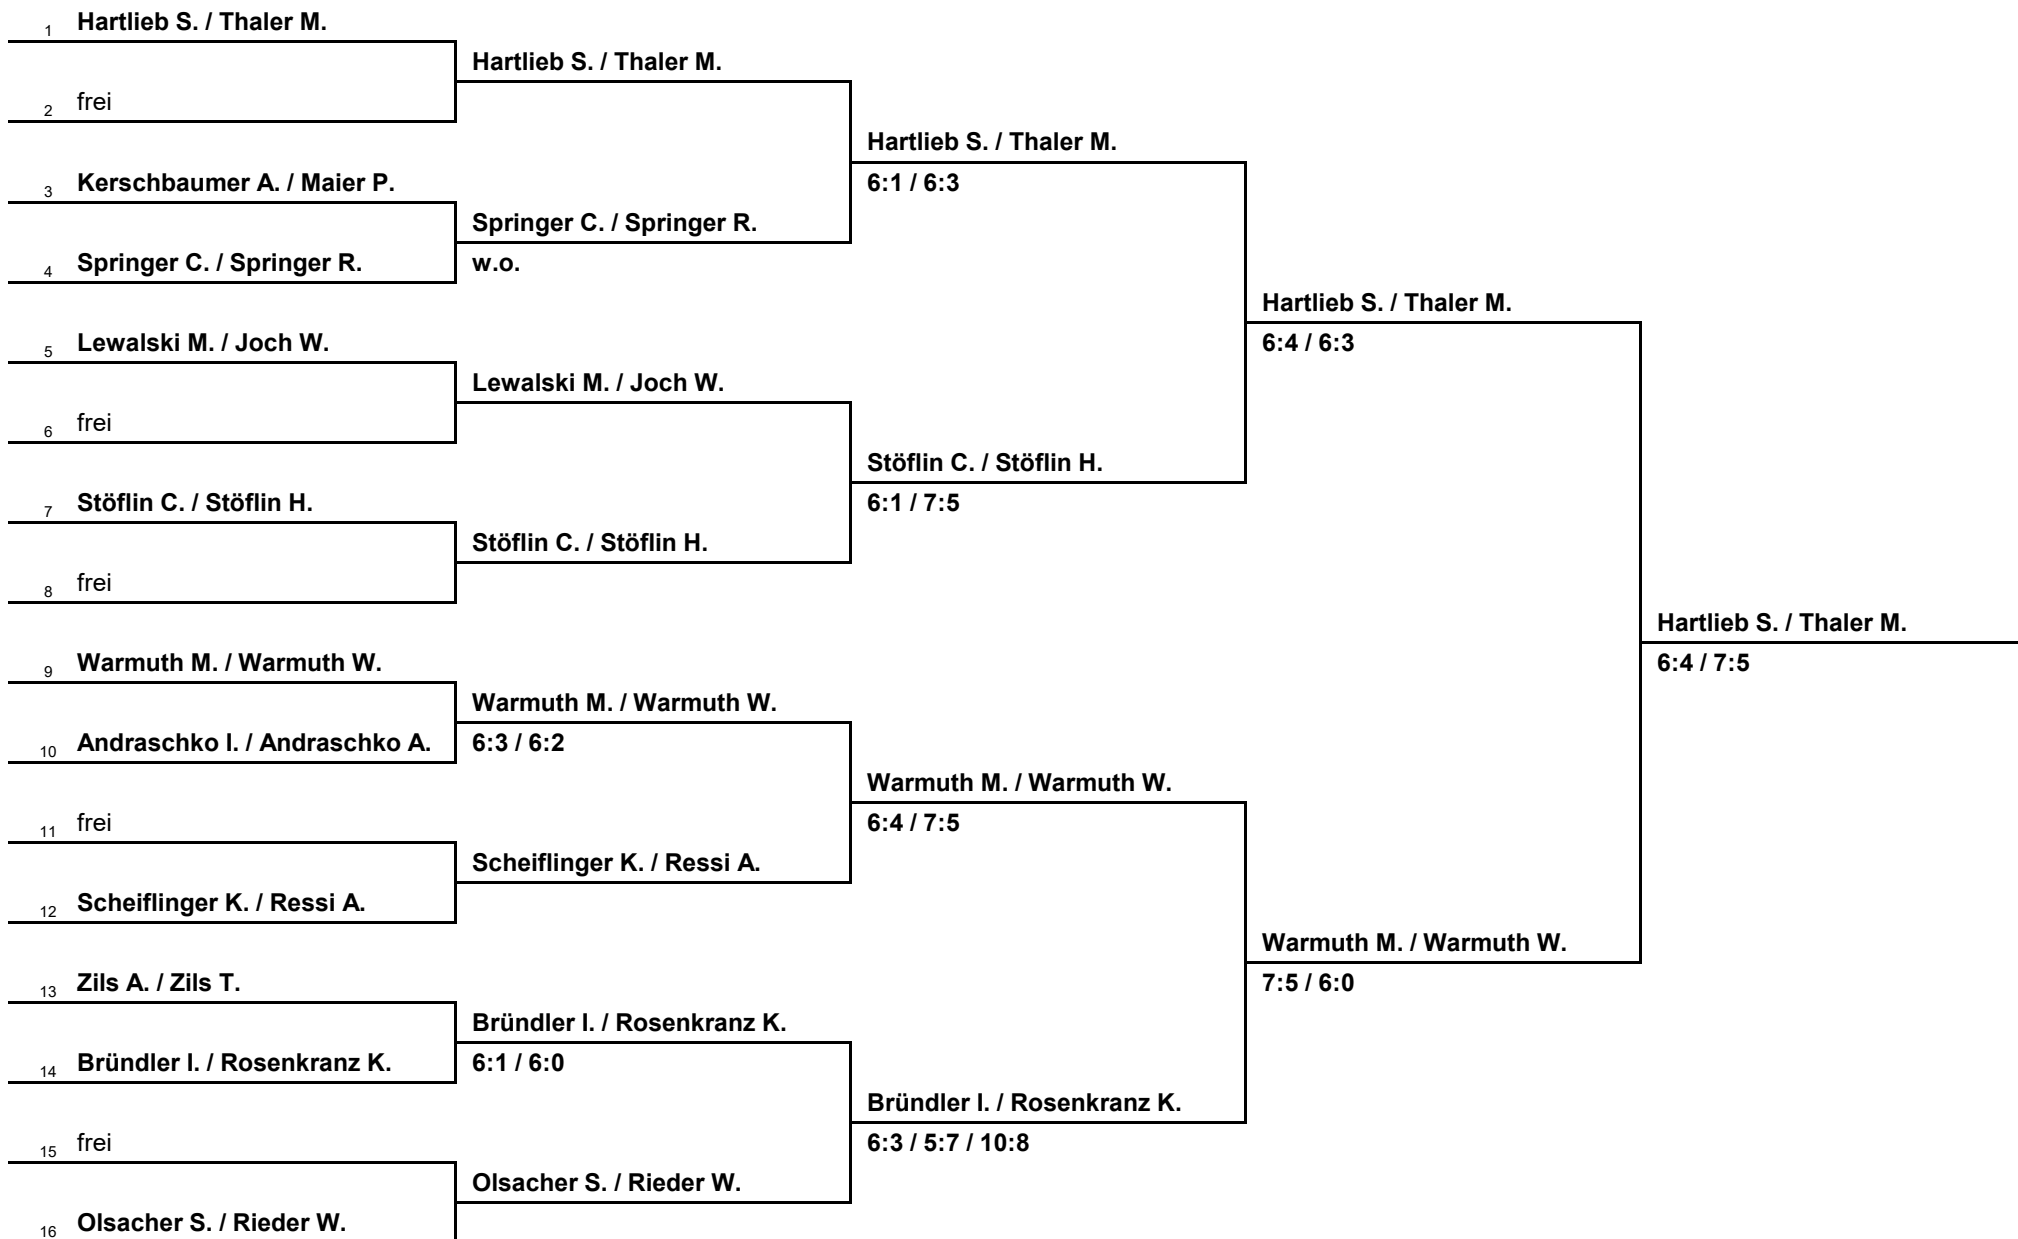 1 Hartlieb S. / Thaler M.
Hartlieb S. / Thaler M.
2 frei
Hartlieb S. / Thaler M.
3 Kerschbaumer A. / Maier P.
6:1 / 6:3
Springer C. / Springer R.
4 Springer C. / Springer R.
w.o.
Hartlieb S. / Thaler M.
5 Lewalski M. / Joch W.
6:4 / 6:3
Lewalski M. / Joch W.
6 frei
Stöflin C. / Stöflin H.
7 Stöflin C. / Stöflin H.
6:1 / 7:5
Stöflin C. / Stöflin H.
8 frei
Hartlieb S. / Thaler M.
9 Warmuth M. / Warmuth W.
6:4 / 7:5
Warmuth M. / Warmuth W.
10 Andraschko I. / Andraschko A.
6:3 / 6:2
Warmuth M. / Warmuth W.
11 frei
6:4 / 7:5
Scheiflinger K. / Ressi A.
12 Scheiflinger K. / Ressi A.
Warmuth M. / Warmuth W.
13 Zils A. / Zils T.
7:5 / 6:0
Bründler I. / Rosenkranz K.
14 Bründler I. / Rosenkranz K.
6:1 / 6:0
Bründler I. / Rosenkranz K.
15 frei
6:3 / 5:7 / 10:8
Olsacher S. / Rieder W.
16 Olsacher S. / Rieder W.